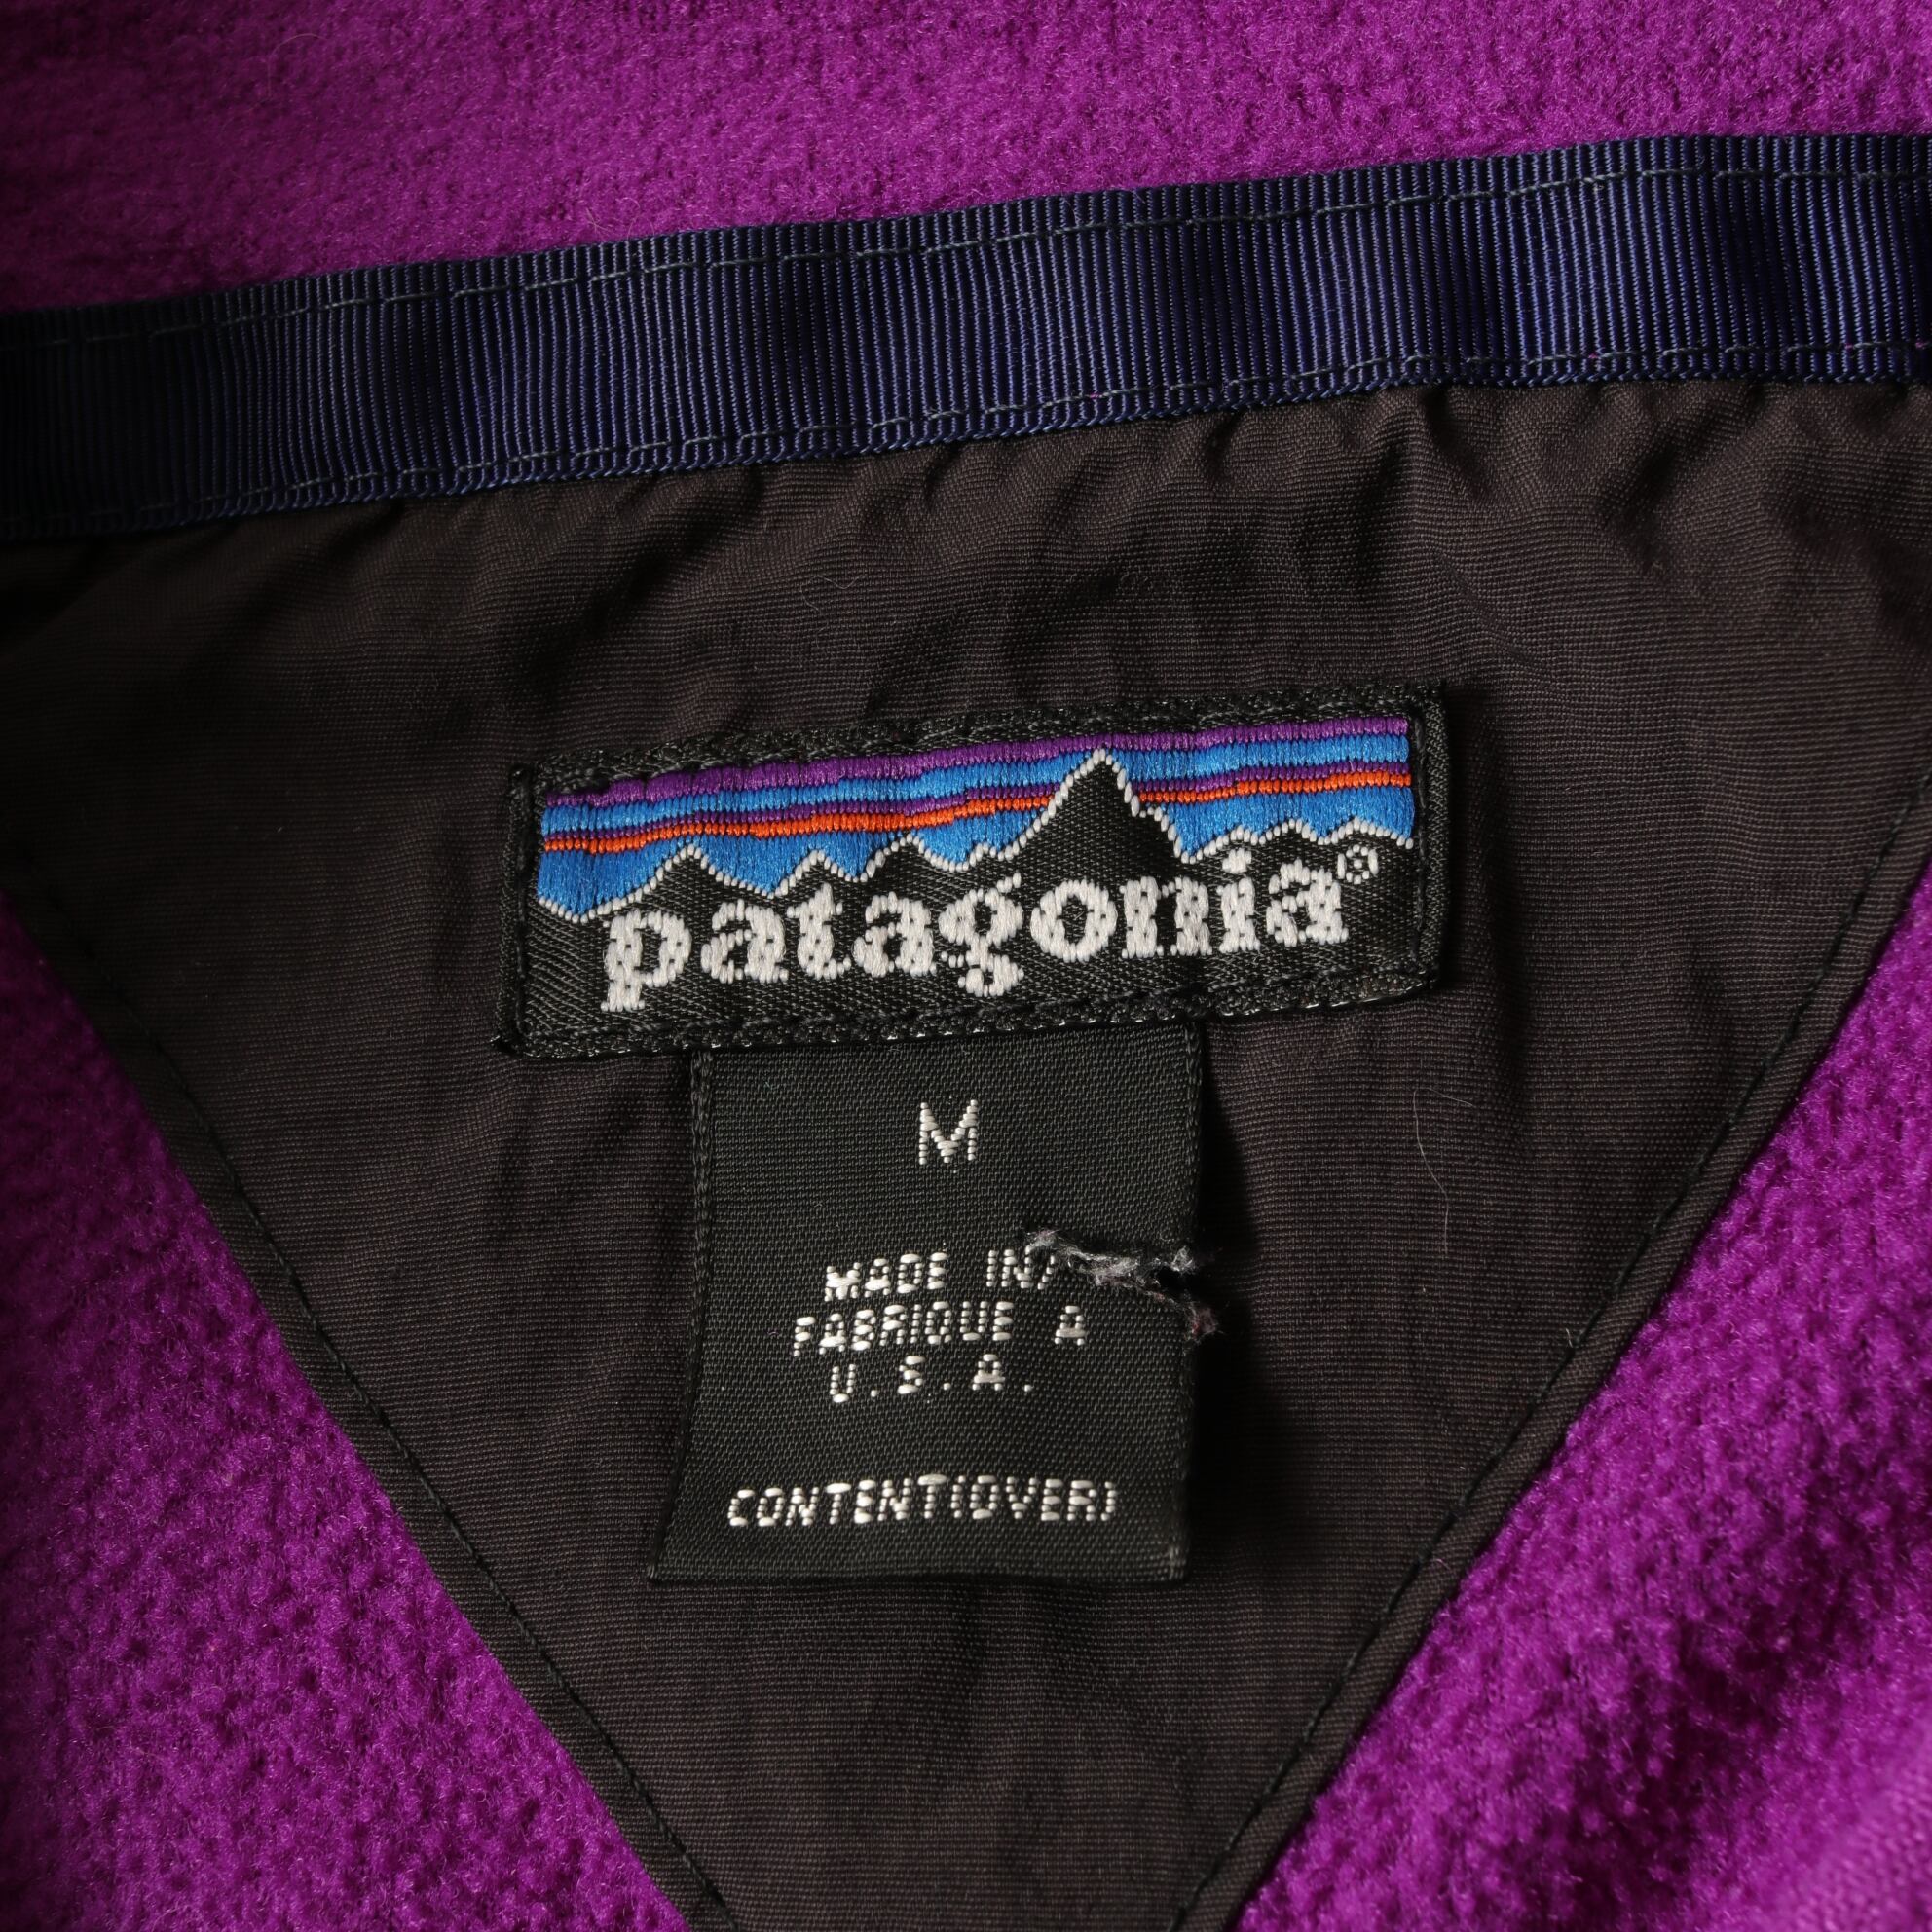 patagonia®
M
MADE IN/
FABRIQUE A
U.S.A.
CONTENT(OVER)